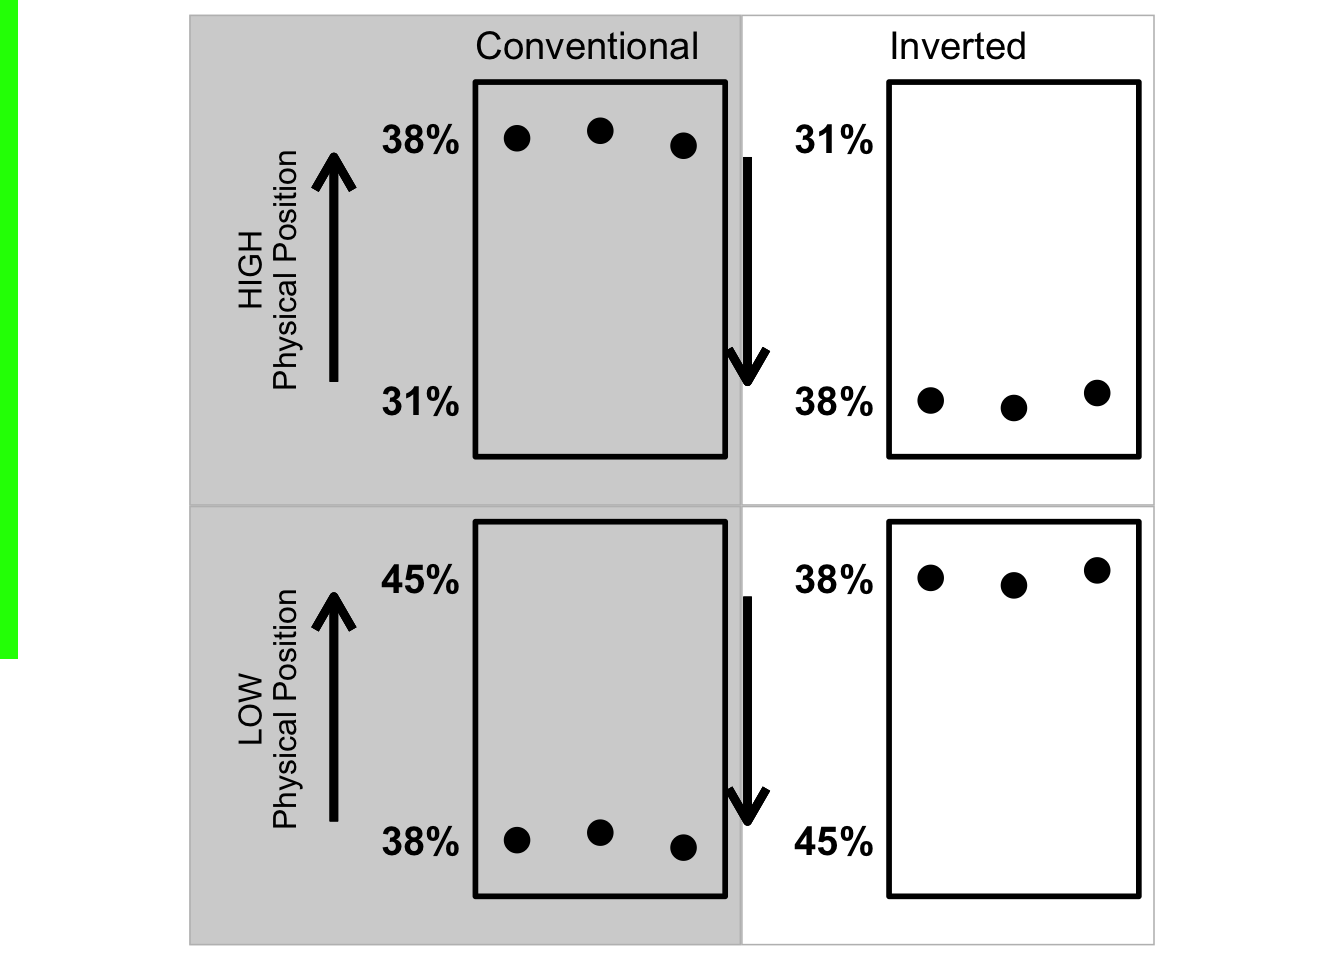 Conventional
Inverted
HIGH
Physical Position
38%
31%
31%
38%
LOW
Physical Position
45%
38%
38%
45%